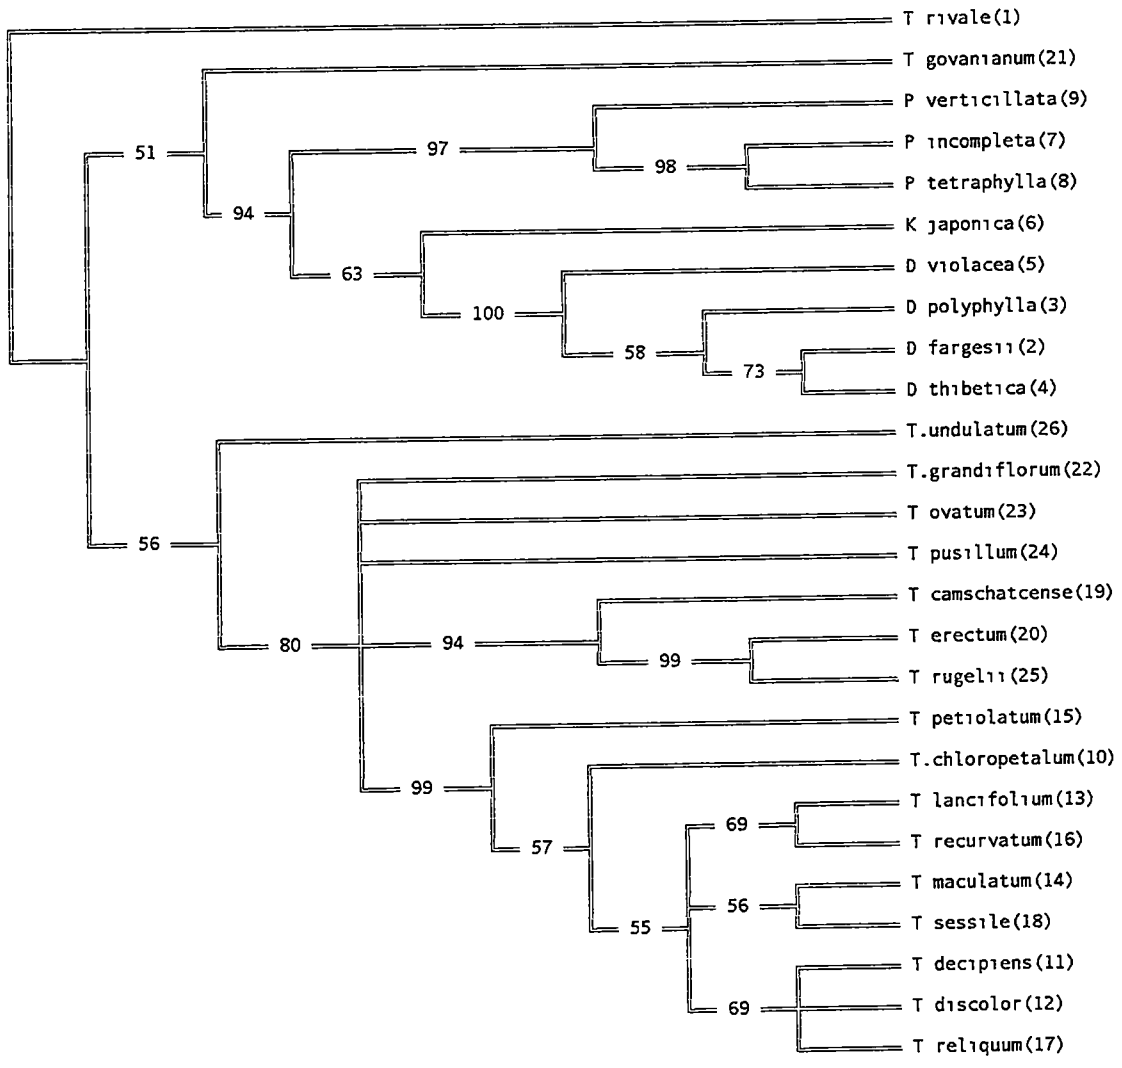 T rivale(1)
T govanianum(21)
P verticillata(9)
97
P incompleta(7)
51
98
P tetraphylla(8)
94
K japonica(6)
D violacea(5)
63
D polyphylla(3)
100
D fargesii(2)
58
73
D thibetica(4)
T.undulatum(26)
T.grandiflorum(22)
T ovatum(23)
56
T pusillum(24)
T camschatcense(19)
T erectum(20)
80
94
99
T rugelii(25)
T petiolatum(15)
T.chloropetalum(10)
99
T lancifolium(13)
69
T recurvatum(16)
57
T maculatum(14)
56
T sessile(18)
55
T decipiens(11)
T discolor(12)
69
T reliquum(17)